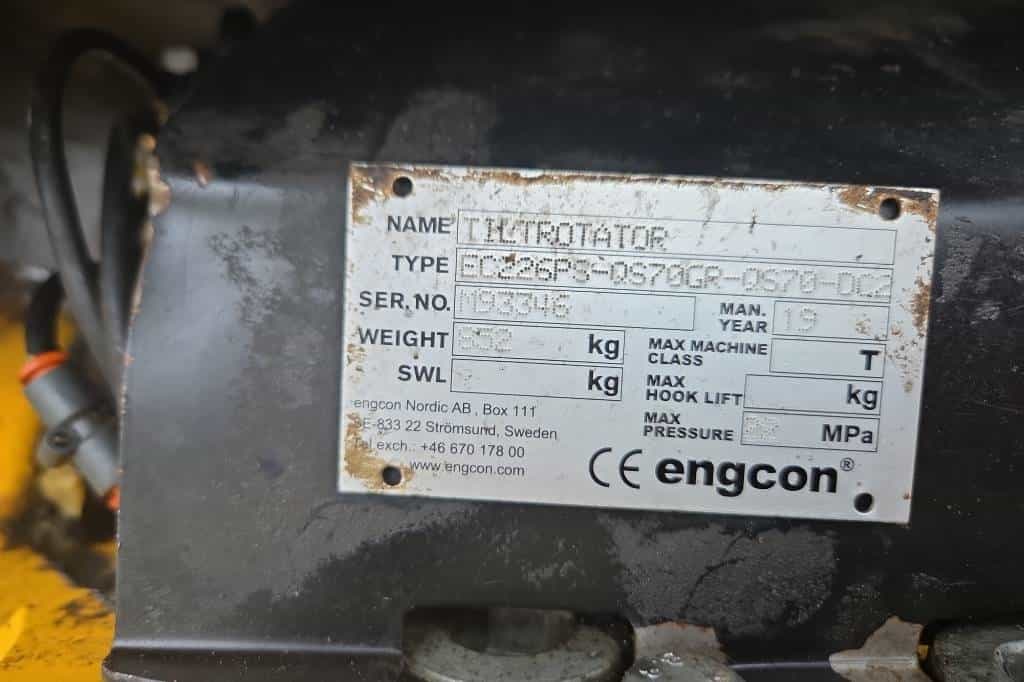 NAME TILTROTATOR
TYPE EC226PS-QS70GR-QS70-DC2
SER.NO. N93346 MAN. YEAR 19
WEIGHT kg MAX MACHINE CLASS T
SWL kg MAX HOOK LIFT kg
MAX PRESSURE MPa
engcon Nordic AB, Box 111
SE-833 22 Strömsund, Sweden
Tel.exch.: +46 670 178 00
www.engcon.com
CE engcon®